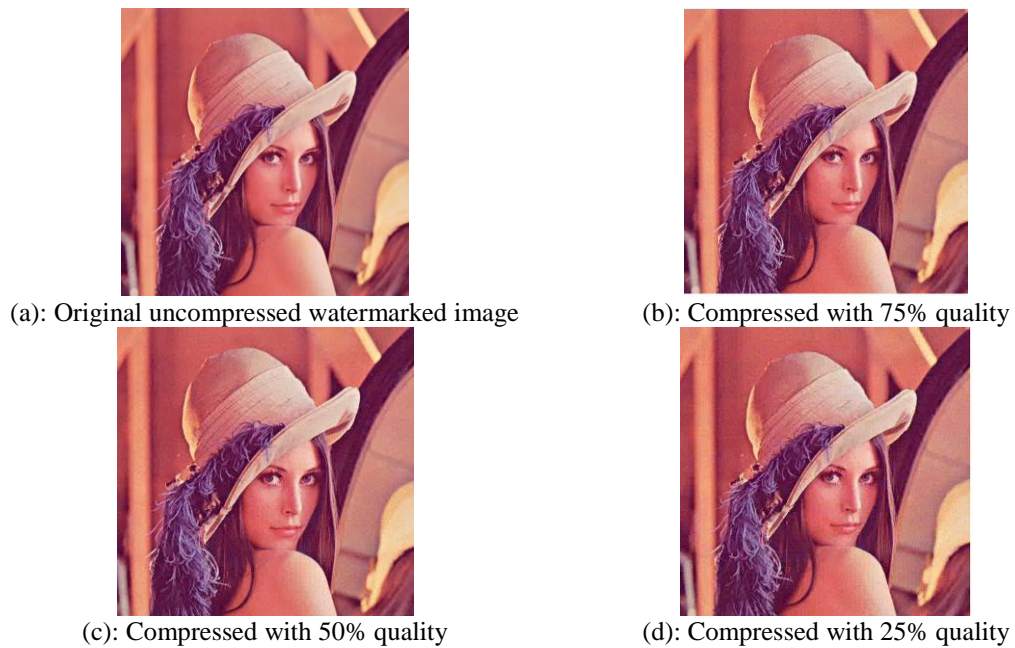 (a): Original uncompressed watermarked image
(b): Compressed with 75% quality
(c): Compressed with 50% quality
(d): Compressed with 25% quality